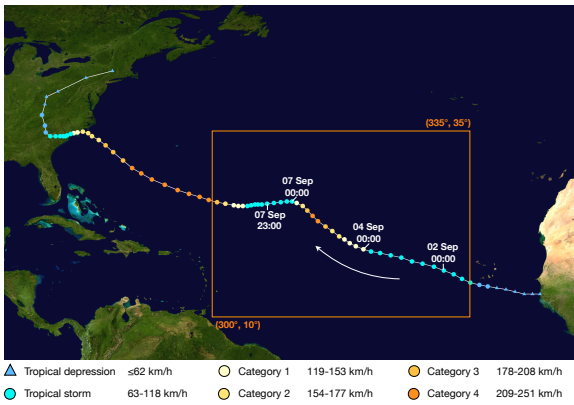 (335°, 35°)
07 Sep
00:00
07 Sep
23:00
04 Sep
00:00
02 Sep
00:00
(300°, 10°)
Tropical depression ≤62 km/h
Category 1 119-153 km/h
Category 3 178-208 km/h
Tropical storm 63-118 km/h
Category 2 154-177 km/h
Category 4 209-251 km/h